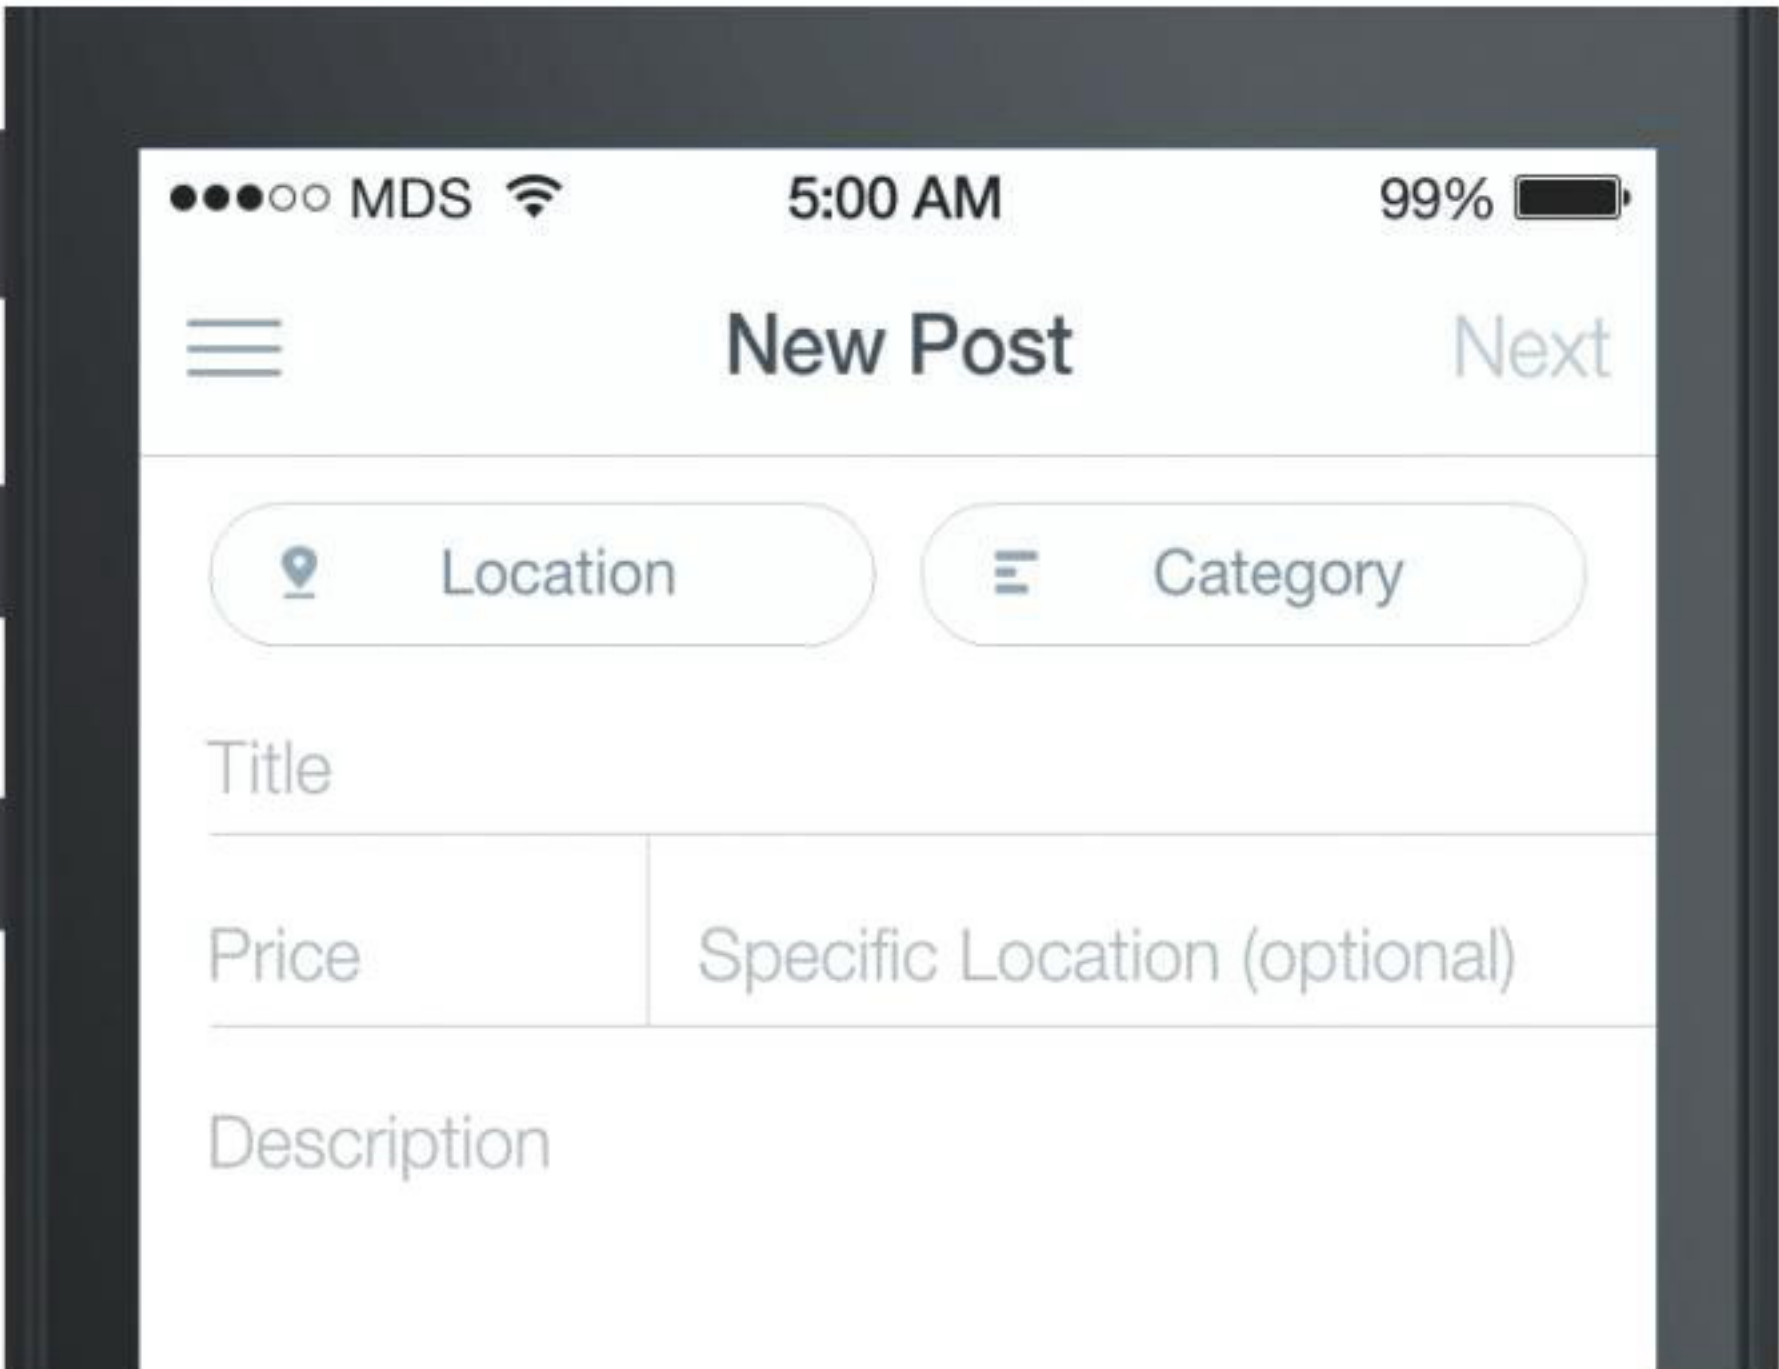 MDS 5:00 AM 99%
New Post Next
Location Category
Title
Price Specific Location (optional)
Description